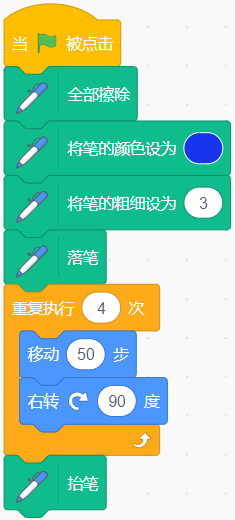 当 被点击
全部擦除
将笔的颜色设为
将笔的粗细设为 3
落笔
重复执行 4 次
移动 50 步
右转 90 度
抬笔